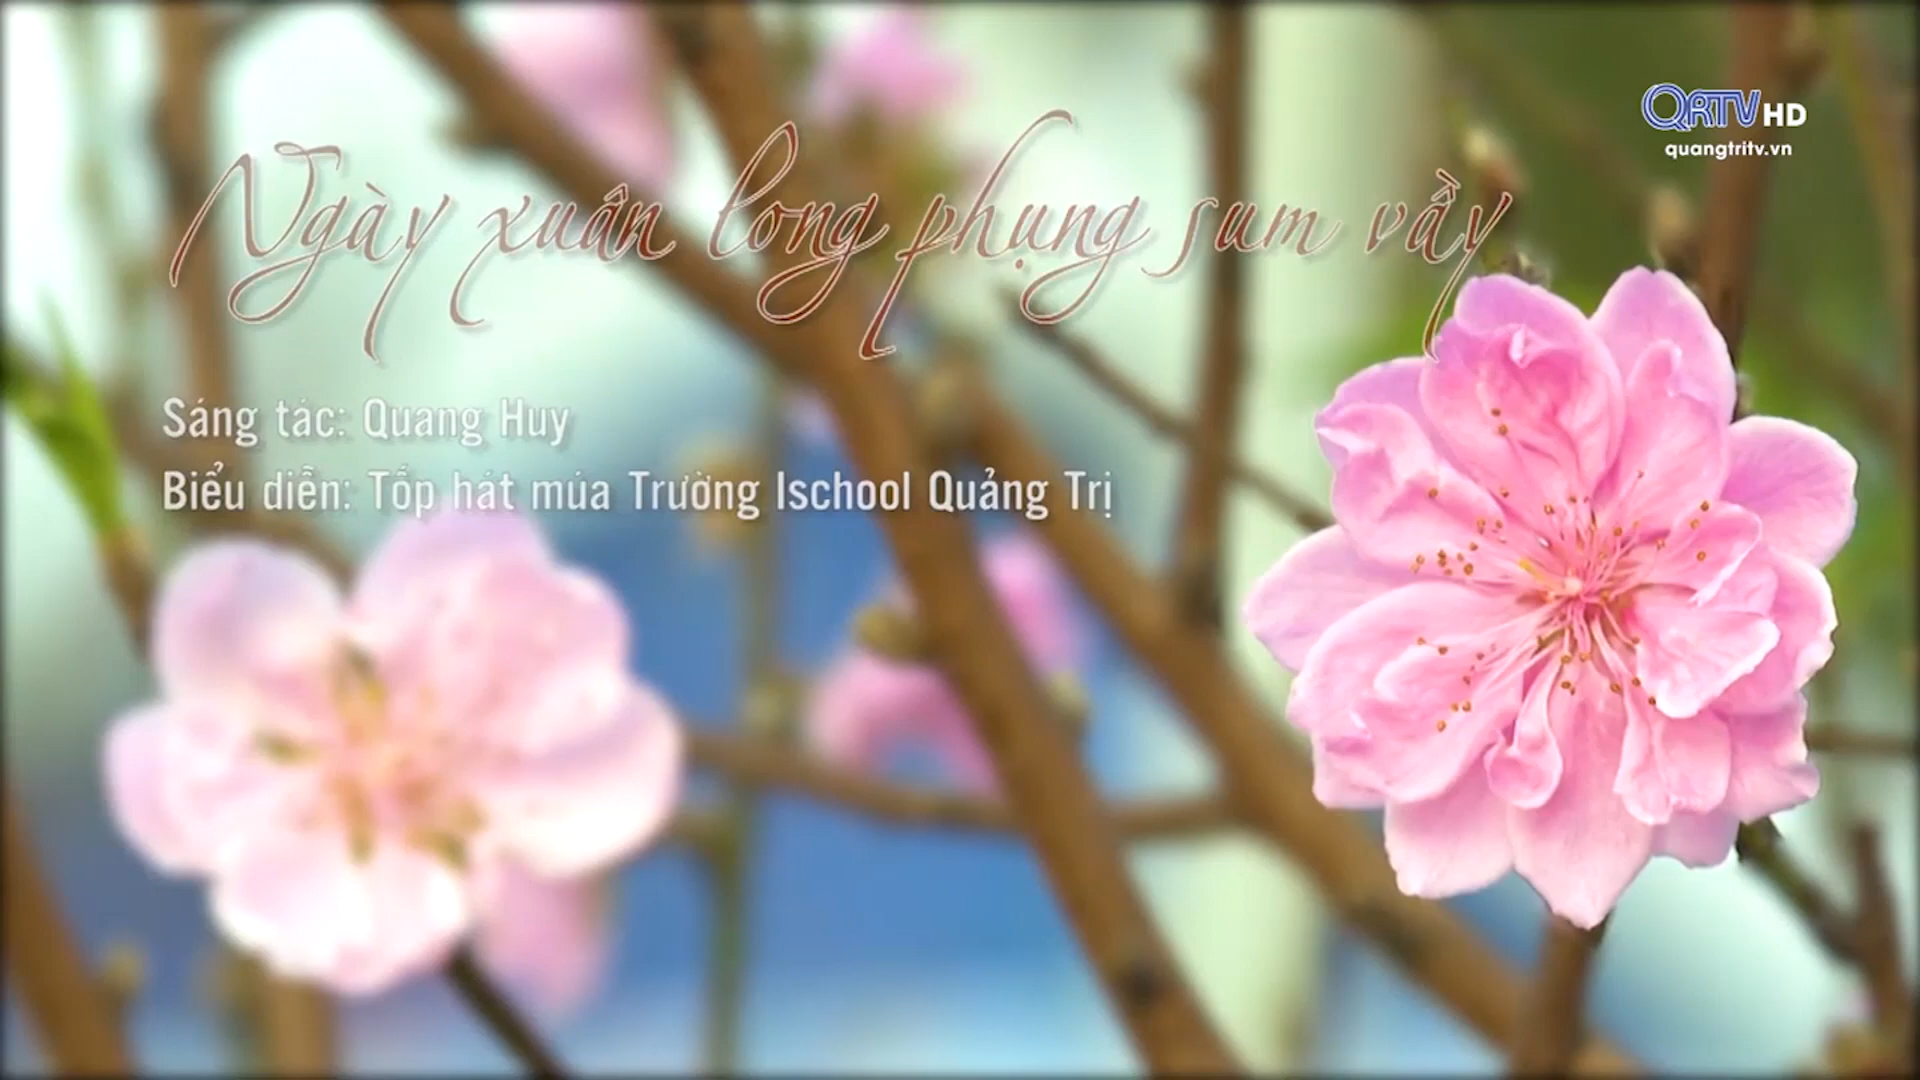 QRTV HD
quangtritv.vn
Ngày xuân long phụng sum vầy
Sáng tác: Quang Huy
Biểu diễn: Tốp hát múa Trường Ischool Quảng Trị